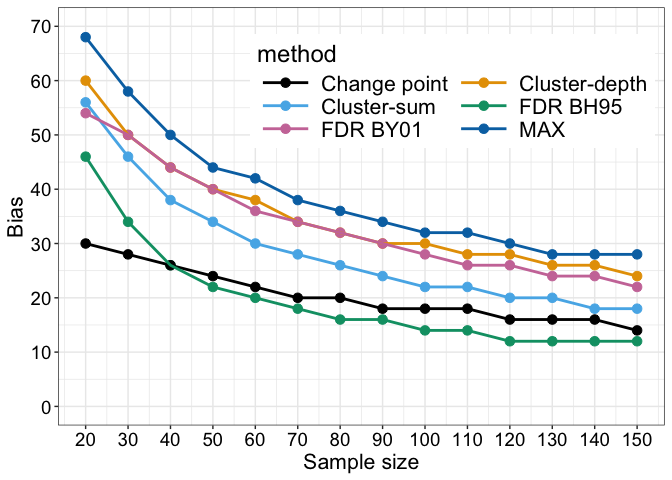 70
60
50
40
30
20
10
0
Bias
method
Change point Cluster-depth
Cluster-sum FDR BH95
FDR BY01 MAX
20 30 40 50 60 70 80 90 100 110 120 130 140 150
Sample size